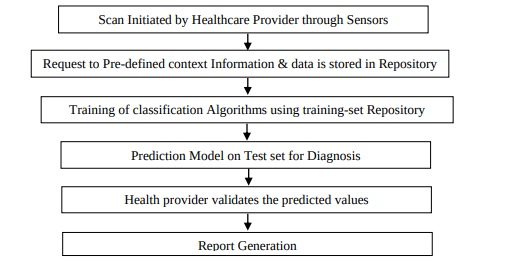 Scan Initiated by Healthcare Provider through Sensors
Request to Pre-defined context Information & data is stored in Repository
Training of classification Algorithms using training-set Repository
Prediction Model on Test set for Diagnosis
Health provider validates the predicted values
Report Generation